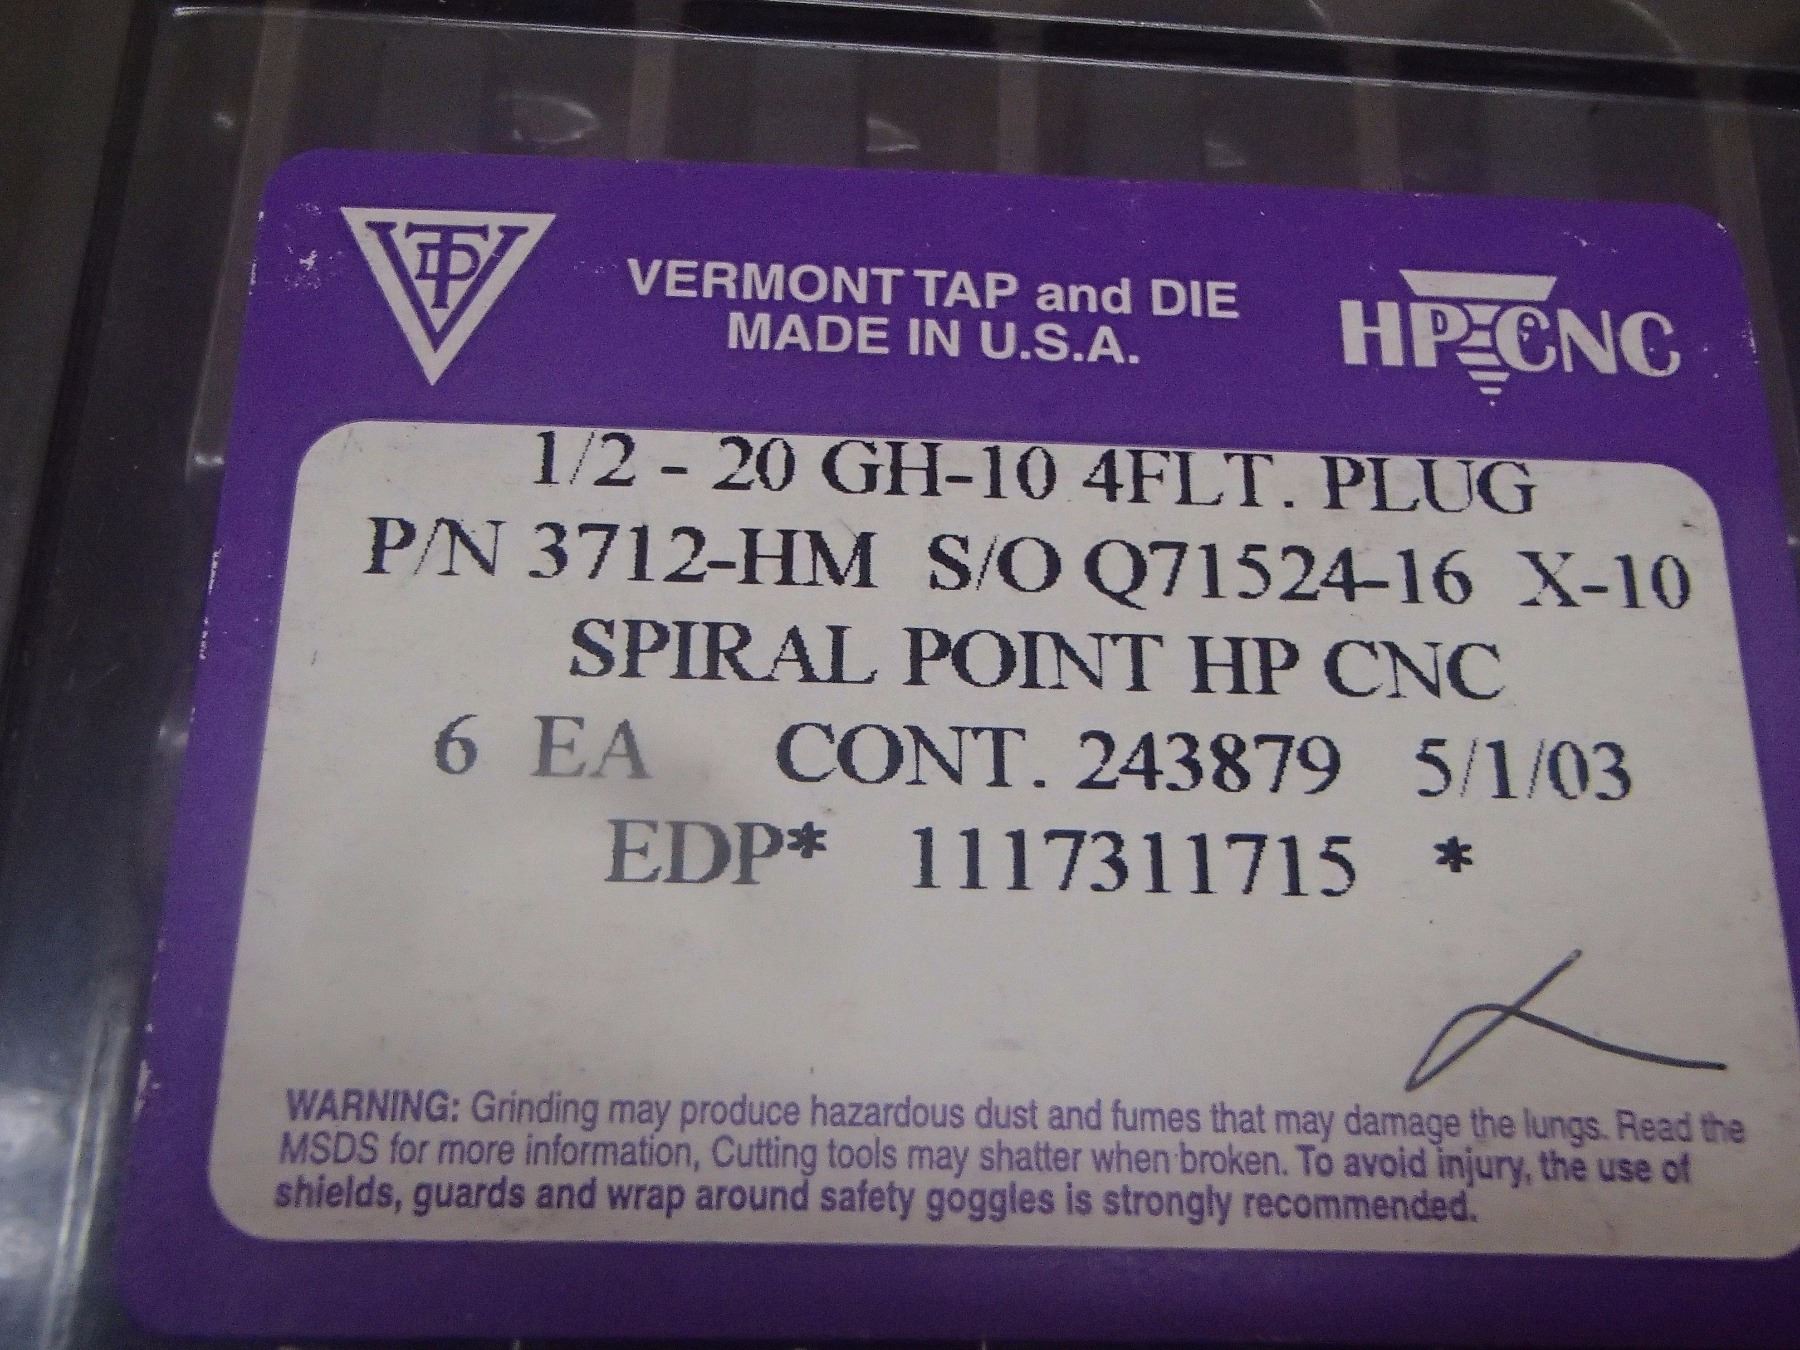 VTD
VERMONT TAP and DIE
MADE IN U.S.A.
HP CNC
1/2 - 20 GH-10 4FLT. PLUG
P/N 3712-HM S/O Q71524-16 X-10
SPIRAL POINT HP CNC
6 EA CONT. 243879 5/1/03
EDP* 1117311715 *
WARNING: Grinding may produce hazardous dust and fumes that may damage the lungs. Read the
MSDS for more information, Cutting tools may shatter when broken. To avoid injury, the use of
shields, guards and wrap around safety goggles is strongly recommended.